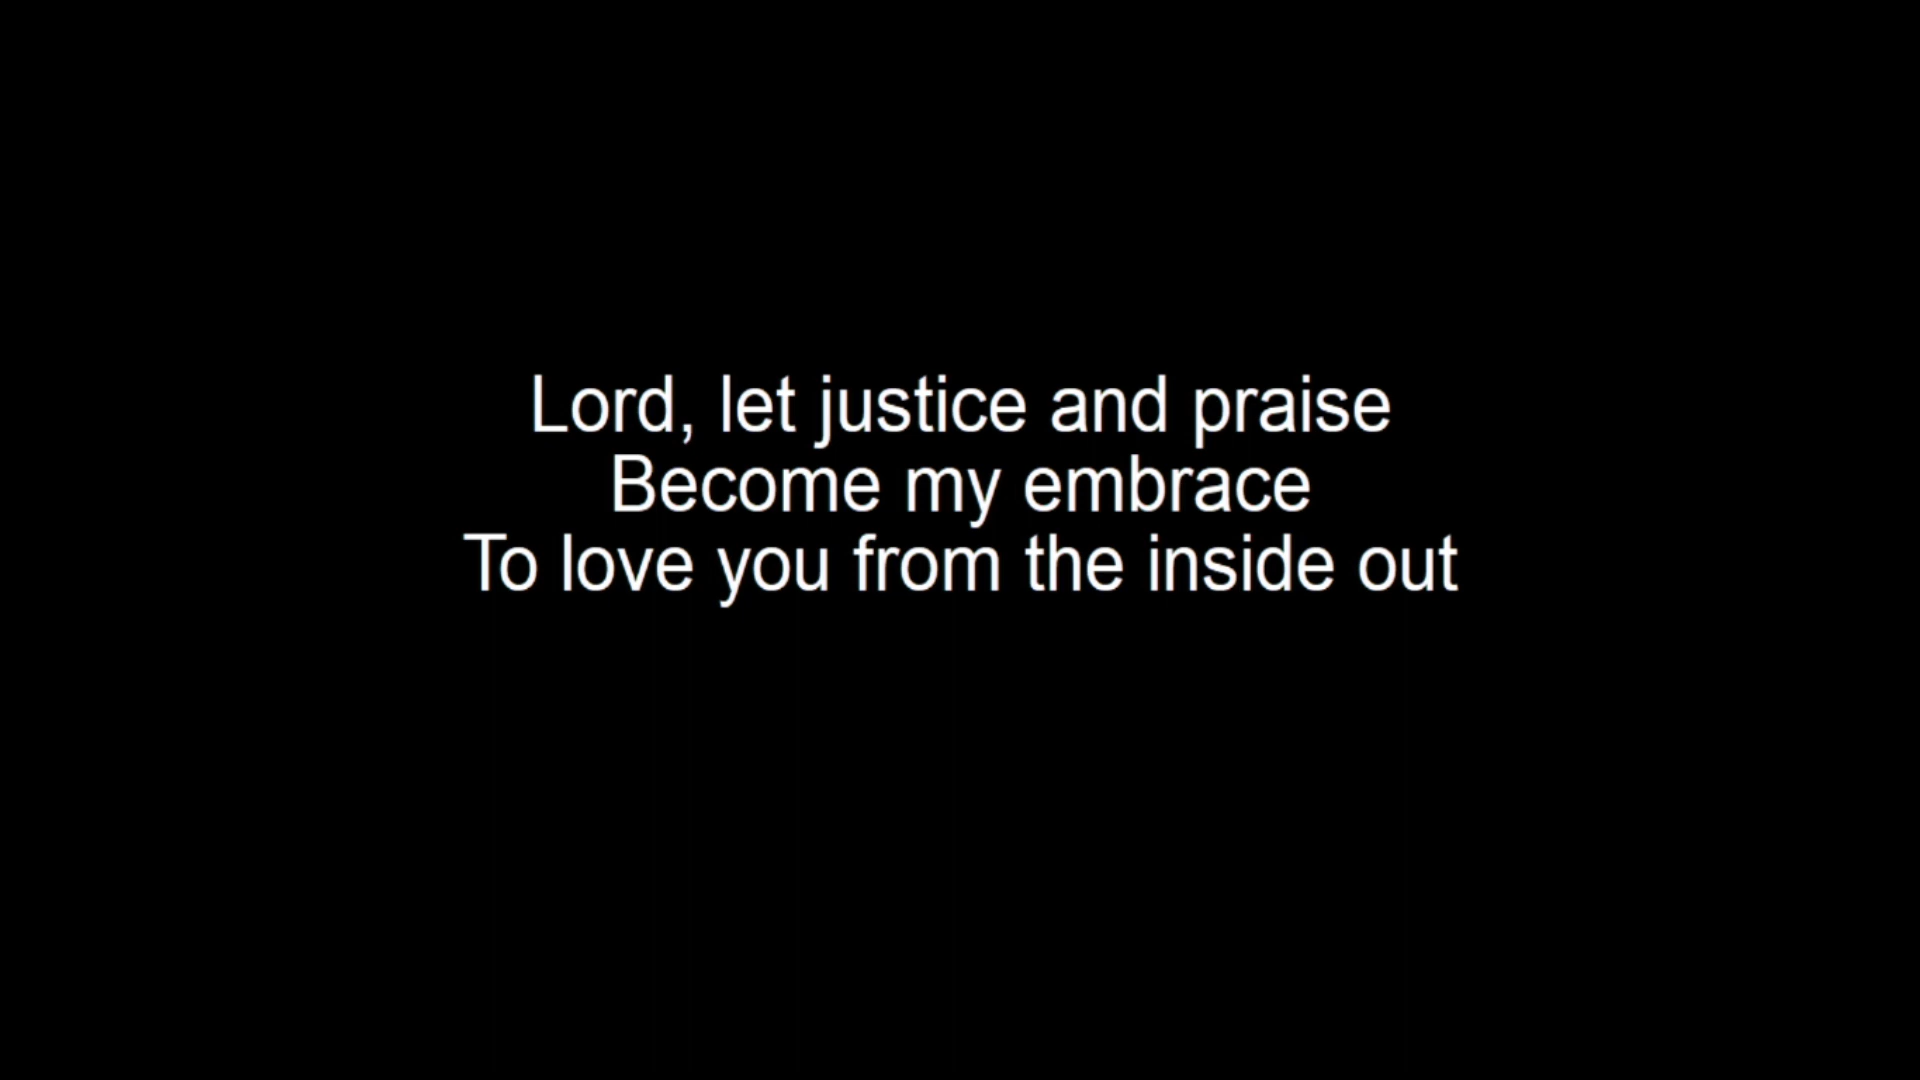 Lord, let justice and praise
Become my embrace
To love you from the inside out